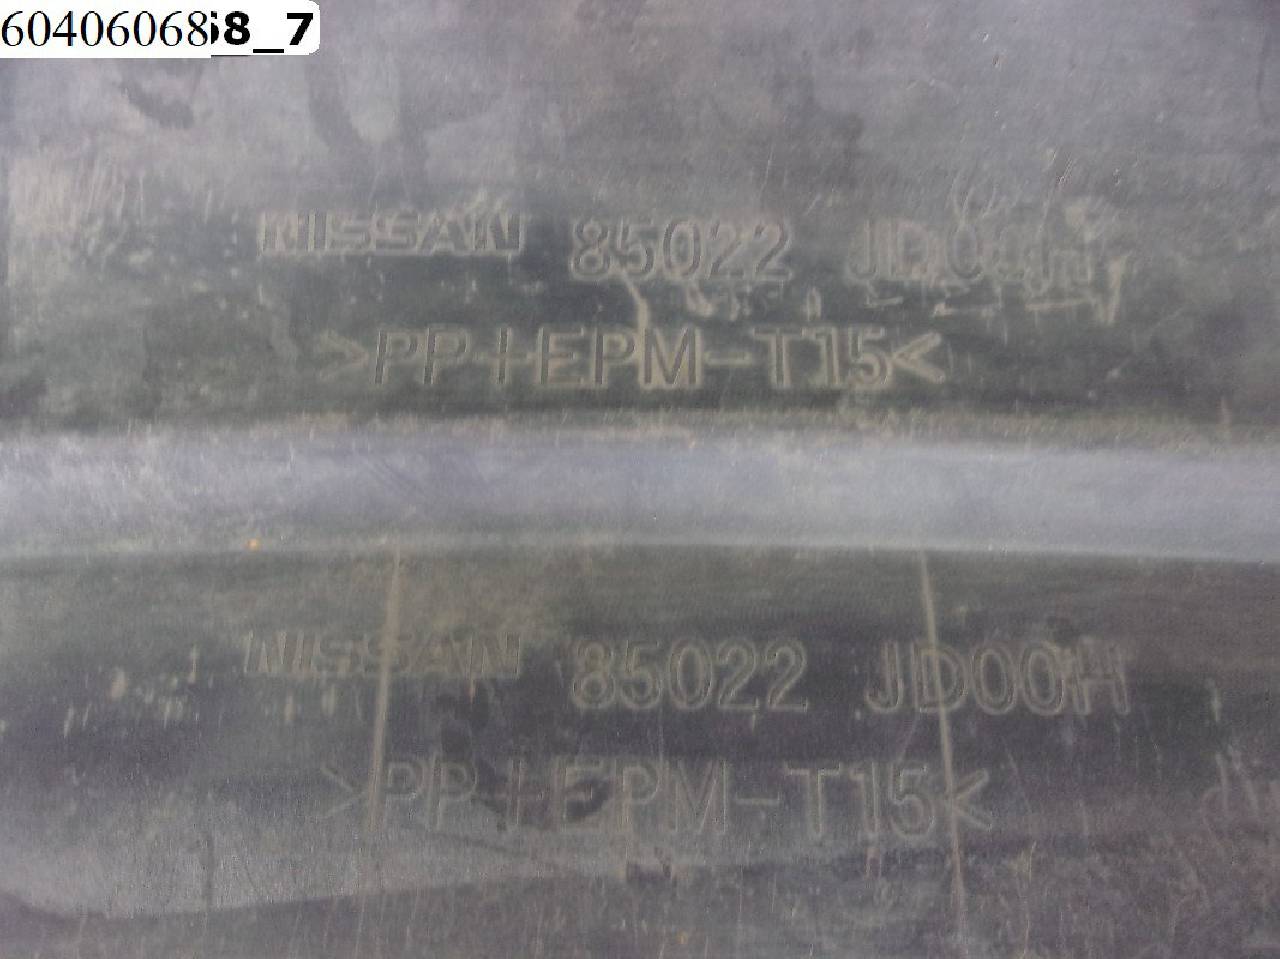 604060688_7
NISSAN 85022
>PP+EPM-T15<
NISSAN 85022 JD00H
>PP+EPM-T15<